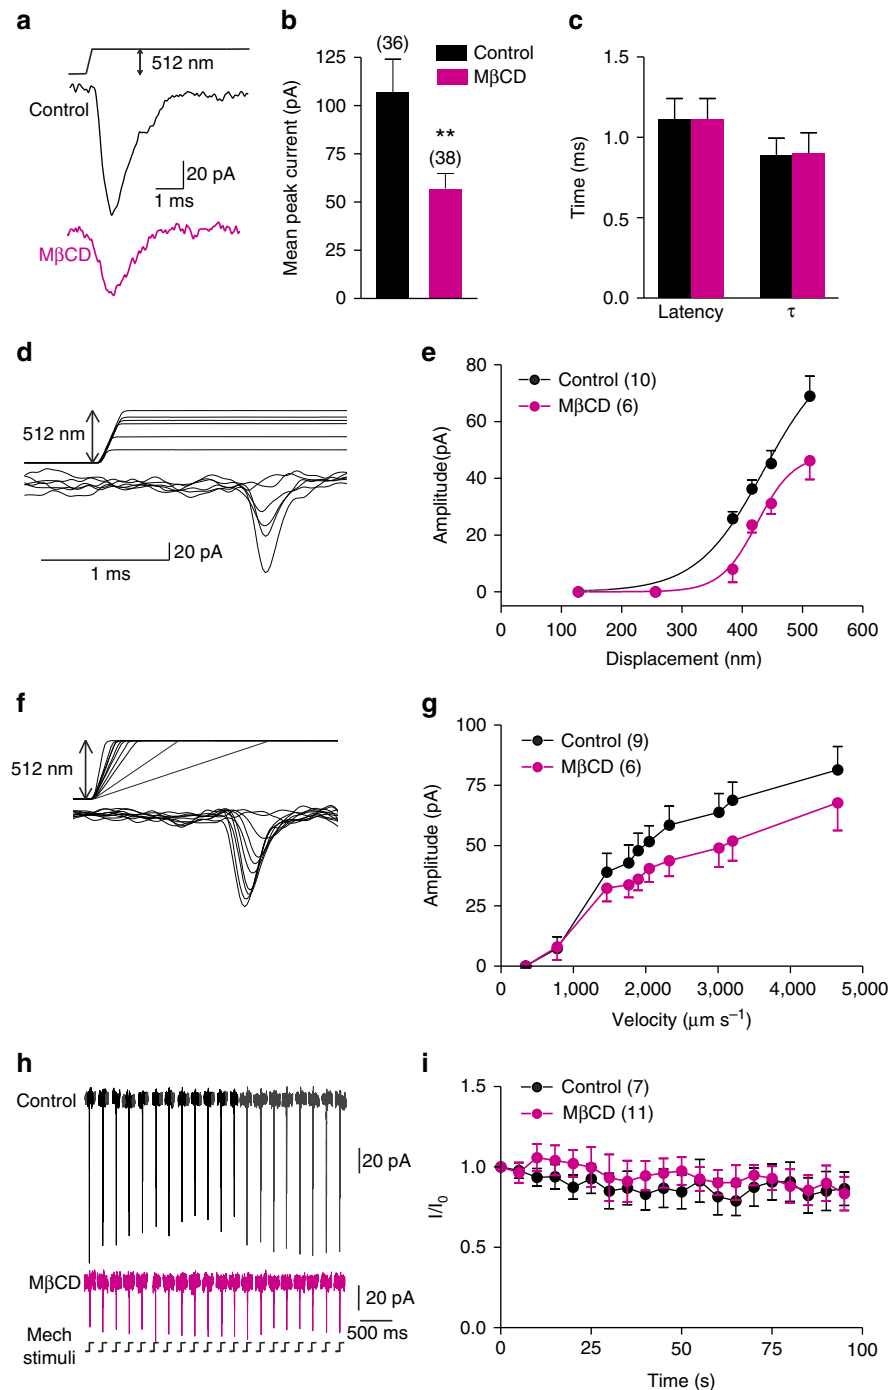 a
512 nm
Control
20 pA
1 ms
MβCD
b
(36)
Control
MβCD
**
(38)
Mean peak current (pA)
125
100
75
50
25
0
c
Time (ms)
1.5
1.0
0.5
0.0
Latency
τ
d
512 nm
20 pA
1 ms
e
Control (10)
MβCD (6)
Amplitude(pA)
80
60
40
20
0
0 100 200 300 400 500 600
Displacement (nm)
f
512 nm
g
Control (9)
MβCD (6)
Amplitude (pA)
100
75
50
25
0
0 1,000 2,000 3,000 4,000 5,000
Velocity (μm s⁻¹)
h
Control
20 pA
MβCD
20 pA
500 ms
Mech
stimuli
i
Control (7)
MβCD (11)
I/I₀
1.5
1.0
0.5
0.0
0 25 50 75 100
Time (s)